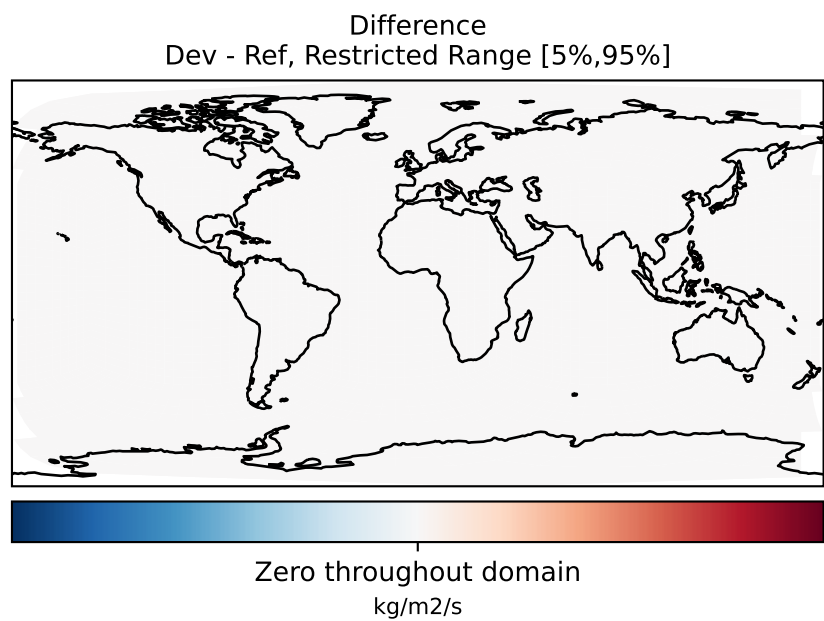 Difference
Dev - Ref, Restricted Range [5%,95%]
Zero throughout domain
kg/m2/s